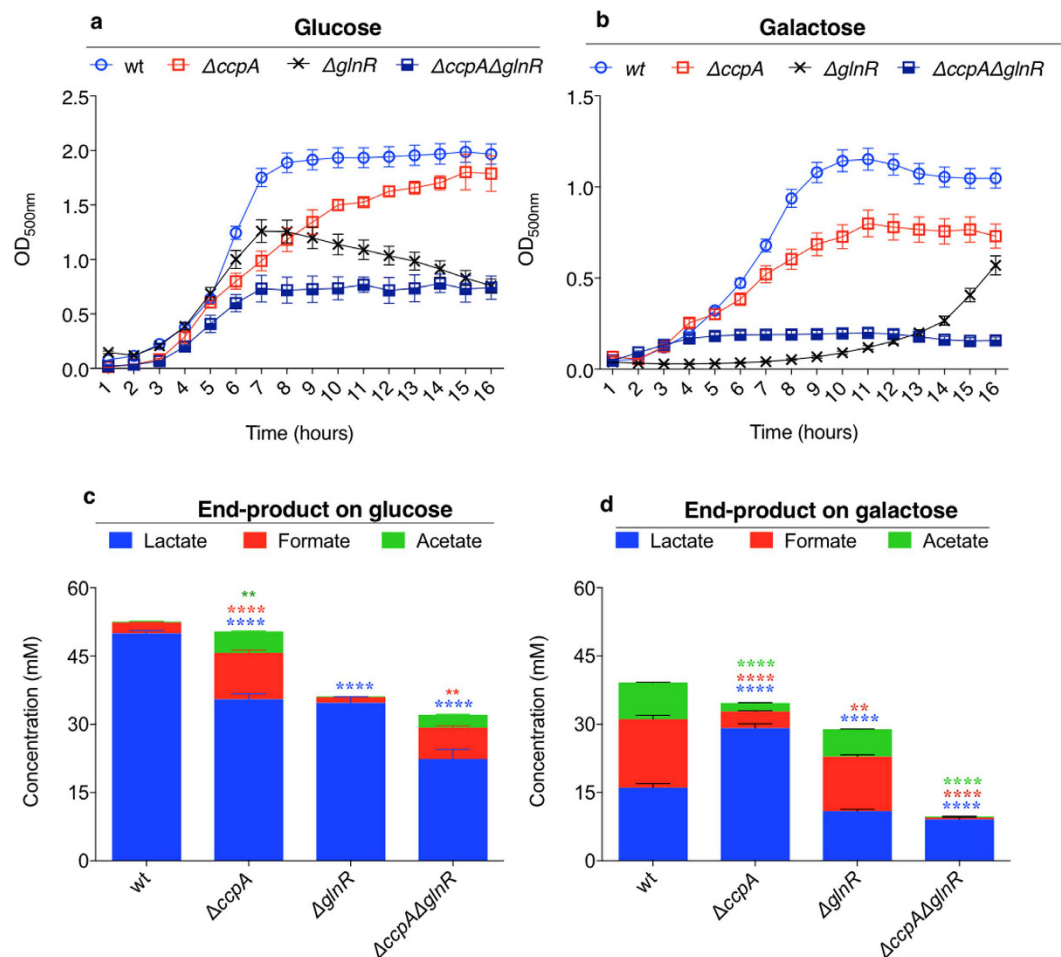 a
Glucose
wt ΔccpA ΔglnR ΔccpAΔglnR
2.5
2.0
1.5
1.0
0.5
0.0
OD500nm
1 2 3 4 5 6 7 8 9 10 11 12 13 14 15 16
Time (hours)
b
Galactose
wt ΔccpA ΔglnR ΔccpAΔglnR
1.5
1.0
0.5
0.0
OD500nm
1 2 3 4 5 6 7 8 9 10 11 12 13 14 15 16
Time (hours)
c
End-product on glucose
Lactate Formate Acetate
60
45
30
15
0
Concentration (mM)
**
****
****
****
**
****
wt ΔccpA ΔglnR ΔccpAΔglnR
d
End-product on galactose
Lactate Formate Acetate
60
45
30
15
0
Concentration (mM)
****
****
****
**
****
****
****
****
wt ΔccpA ΔglnR ΔccpAΔglnR